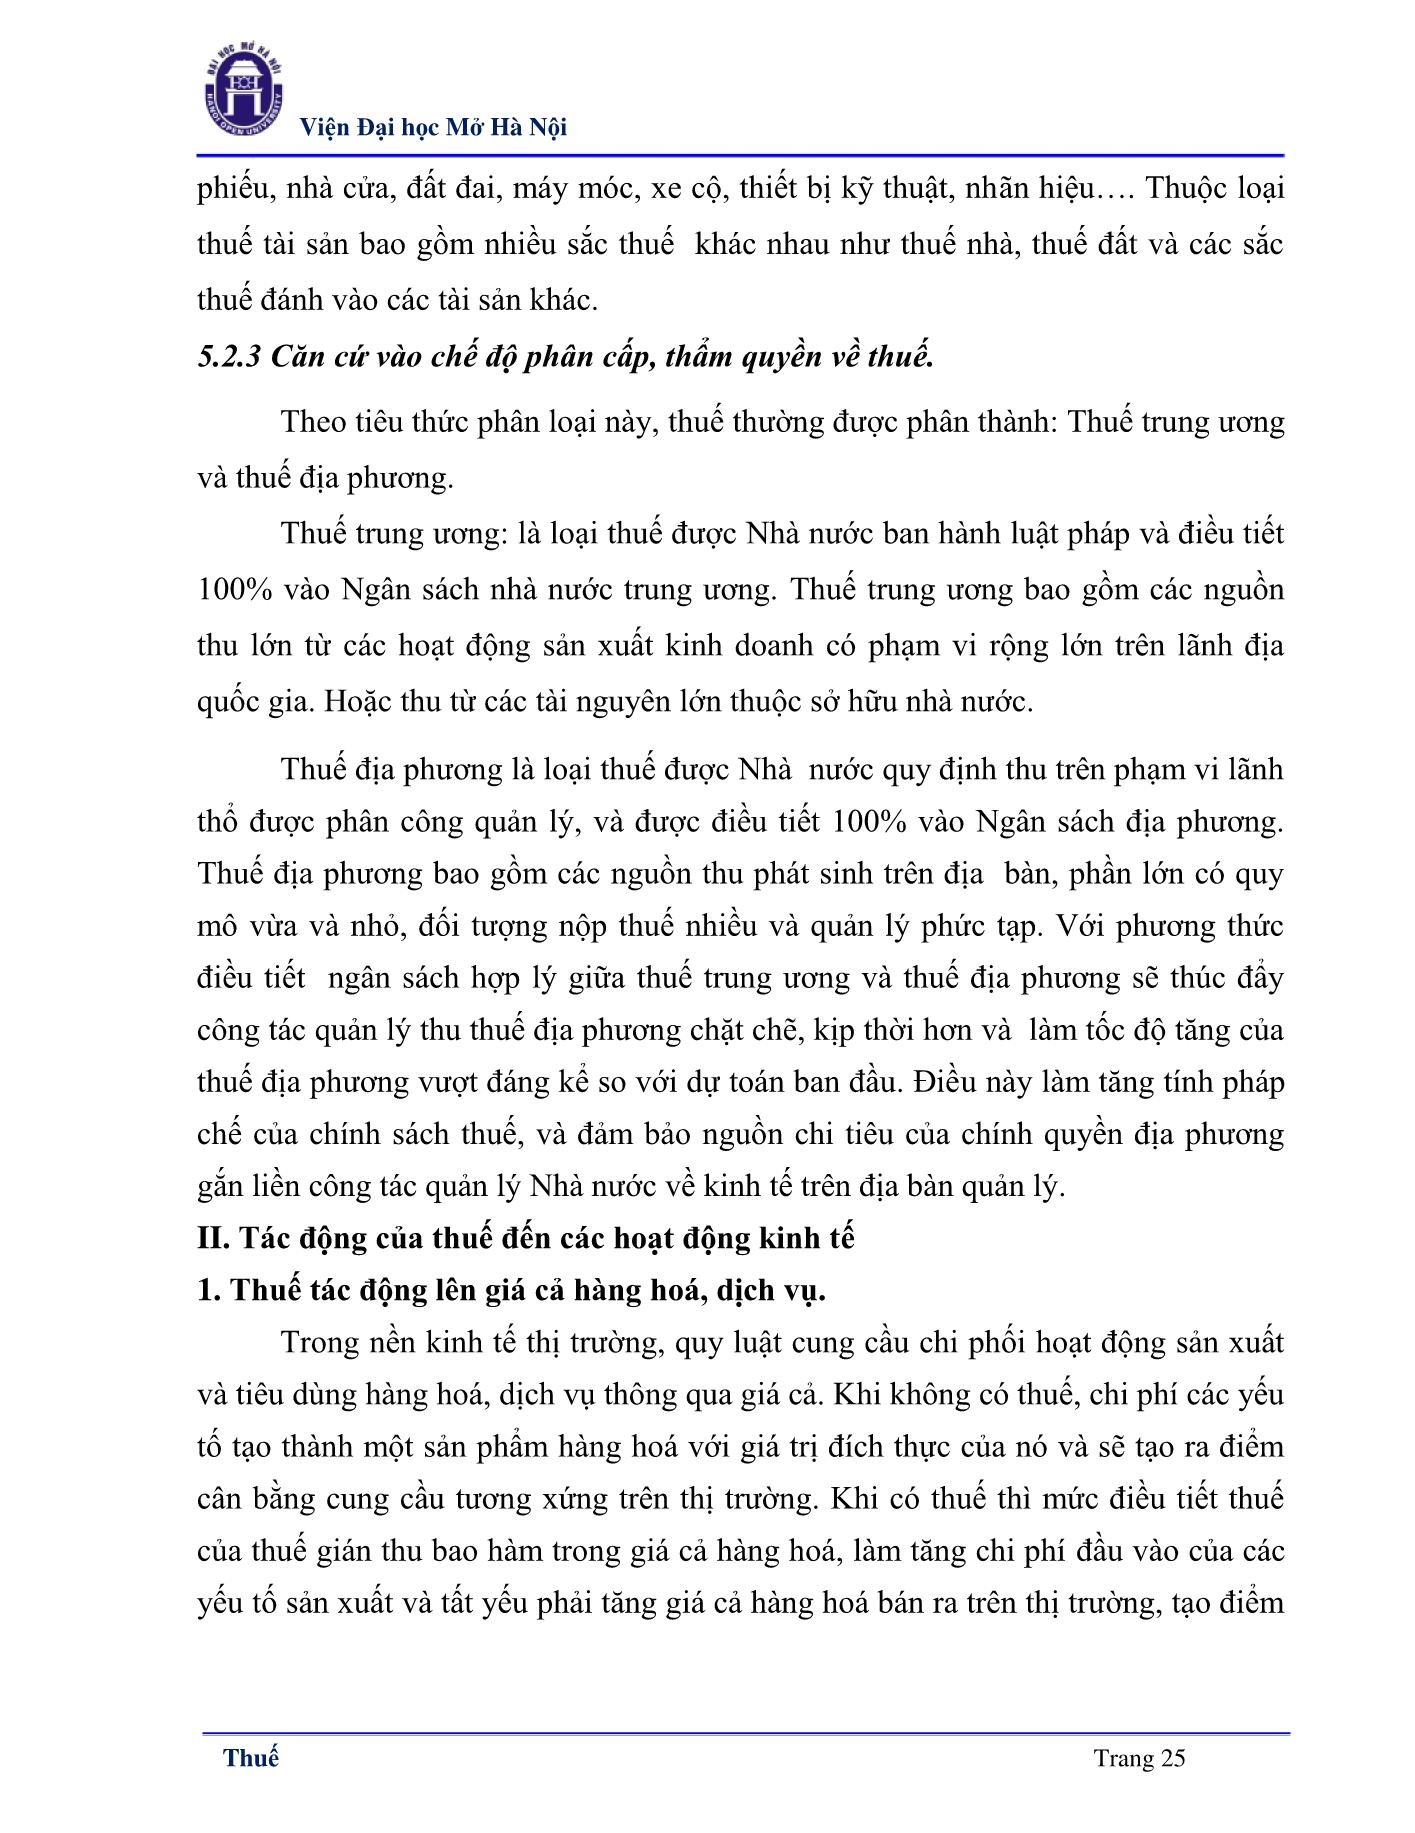 ĐẠI HỌC MỞ HÀ NỘI
HANOI OPEN UNIVERSITY
Viện Đại học Mở Hà Nội
phiếu, nhà cửa, đất đai, máy móc, xe cộ, thiết bị kỹ thuật, nhãn hiệu…. Thuộc loại
thuế tài sản bao gồm nhiều sắc thuế khác nhau như thuế nhà, thuế đất và các sắc
thuế đánh vào các tài sản khác.
5.2.3 Căn cứ vào chế độ phân cấp, thẩm quyền về thuế.
Theo tiêu thức phân loại này, thuế thường được phân thành: Thuế trung ương
và thuế địa phương.
Thuế trung ương: là loại thuế được Nhà nước ban hành luật pháp và điều tiết
100% vào Ngân sách nhà nước trung ương. Thuế trung ương bao gồm các nguồn
thu lớn từ các hoạt động sản xuất kinh doanh có phạm vi rộng lớn trên lãnh địa
quốc gia. Hoặc thu từ các tài nguyên lớn thuộc sở hữu nhà nước.
Thuế địa phương là loại thuế được Nhà nước quy định thu trên phạm vi lãnh
thổ được phân công quản lý, và được điều tiết 100% vào Ngân sách địa phương.
Thuế địa phương bao gồm các nguồn thu phát sinh trên địa bàn, phần lớn có quy
mô vừa và nhỏ, đối tượng nộp thuế nhiều và quản lý phức tạp. Với phương thức
điều tiết ngân sách hợp lý giữa thuế trung ương và thuế địa phương sẽ thúc đẩy
công tác quản lý thu thuế địa phương chặt chẽ, kịp thời hơn và làm tốc độ tăng của
thuế địa phương vượt đáng kể so với dự toán ban đầu. Điều này làm tăng tính pháp
chế của chính sách thuế, và đảm bảo nguồn chi tiêu của chính quyền địa phương
gắn liền công tác quản lý Nhà nước về kinh tế trên địa bàn quản lý.
II. Tác động của thuế đến các hoạt động kinh tế
1. Thuế tác động lên giá cả hàng hoá, dịch vụ.
Trong nền kinh tế thị trường, quy luật cung cầu chi phối hoạt động sản xuất
và tiêu dùng hàng hoá, dịch vụ thông qua giá cả. Khi không có thuế, chi phí các yếu
tố tạo thành một sản phẩm hàng hoá với giá trị đích thực của nó và sẽ tạo ra điểm
cân bằng cung cầu tương xứng trên thị trường. Khi có thuế thì mức điều tiết thuế
của thuế gián thu bao hàm trong giá cả hàng hoá, làm tăng chi phí đầu vào của các
yếu tố sản xuất và tất yếu phải tăng giá cả hàng hoá bán ra trên thị trường, tạo điểm
Thuế
Trang 25